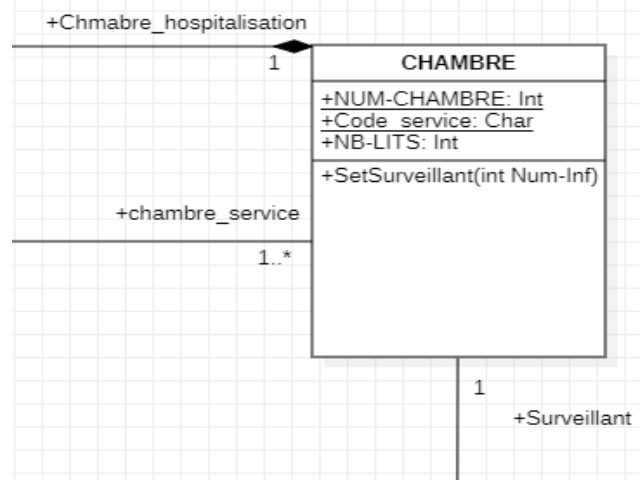 +Chmabre_hospitalisation
1
CHAMBRE
+NUM-CHAMBRE: Int
+Code_service: Char
+NB-LITS: Int
+SetSurveillant(int Num-Inf)
+chambre_service
1..*
1
+Surveillant